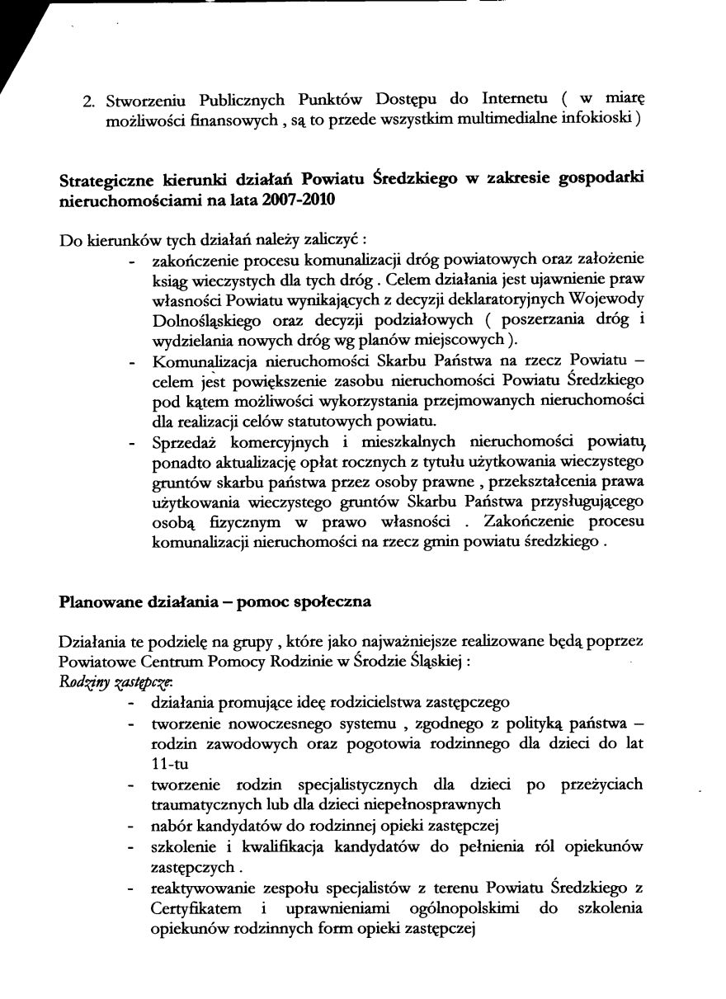 2. Stworzeniu Publicznych Punktów Dostępu do Internetu ( w miarę
możliwości finansowych , są to przede wszystkim multimedialne infokioski )
Strategiczne kierunki działań Powiatu Średzkiego w zakresie gospodarki
nieruchomościami na lata 2007-2010
Do kierunków tych działań należy zaliczyć :
- zakończenie procesu komunalizacji dróg powiatowych oraz założenie
ksiąg wieczystych dla tych dróg . Celem działania jest ujawnienie praw
własności Powiatu wynikających z decyzji deklaratoryjnych Wojewody
Dolnośląskiego oraz decyzji podziałowych ( poszerzania dróg i
wydzielania nowych dróg wg planów miejscowych ).
- Komunalizacja nieruchomości Skarbu Państwa na rzecz Powiatu –
celem jest powiększenie zasobu nieruchomości Powiatu Średzkiego
pod kątem możliwości wykorzystania przejmowanych nieruchomości
dla realizacji celów statutowych powiatu.
- Sprzedaż komercyjnych i mieszkalnych nieruchomości powiatu,
ponadto aktualizację opłat rocznych z tytułu użytkowania wieczystego
gruntów skarbu państwa przez osoby prawne , przekształcenia prawa
użytkowania wieczystego gruntów Skarbu Państwa przysługującego
osobą fizycznym w prawo własności . Zakończenie procesu
komunalizacji nieruchomości na rzecz gmin powiatu średzkiego .
Planowane działania – pomoc społeczna
Działania te podzielę na grupy , które jako najważniejsze realizowane będą poprzez
Powiatowe Centrum Pomocy Rodzinie w Środzie Śląskiej :
Rodziny zastępcze:
- działania promujące ideę rodzicielstwa zastępczego
- tworzenie nowoczesnego systemu , zgodnego z polityką państwa –
rodzin zawodowych oraz pogotowia rodzinnego dla dzieci do lat
11-tu
- tworzenie rodzin specjalistycznych dla dzieci po przeżyciach
traumatycznych lub dla dzieci niepełnosprawnych
- nabór kandydatów do rodzinnej opieki zastępczej
- szkolenie i kwalifikacja kandydatów do pełnienia ról opiekunów
zastępczych .
- reaktywowanie zespołu specjalistów z terenu Powiatu Średzkiego z
Certyfikatem i uprawnieniami ogólnopolskimi do szkolenia
opiekunów rodzinnych form opieki zastępczej